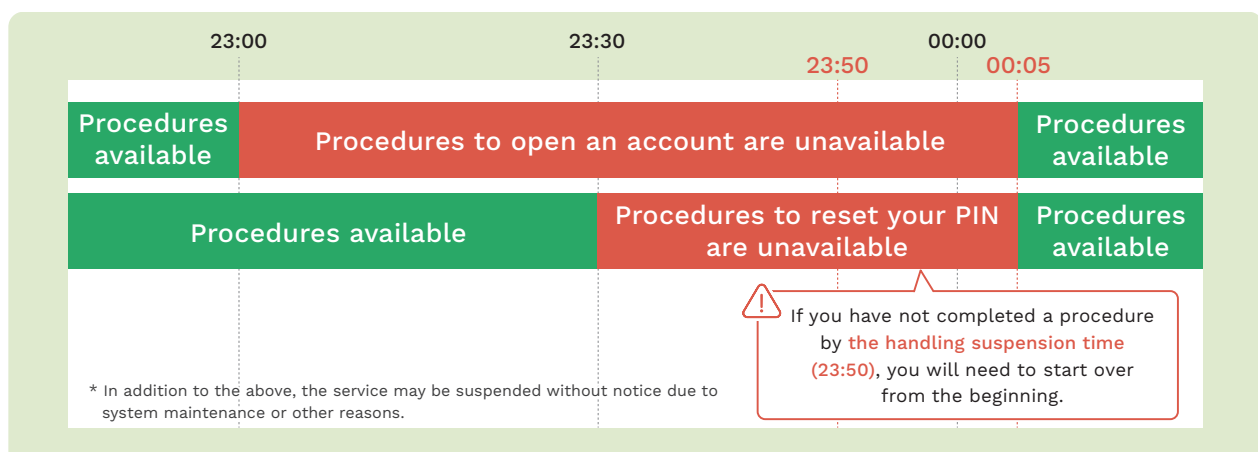 23:00
23:30
00:00
23:50
00:05
Procedures
available
Procedures to open an account are unavailable
Procedures
available
Procedures available
Procedures to reset your PIN
are unavailable
Procedures
available
!
If you have not completed a procedure
by the handling suspension time
(23:50), you will need to start over
from the beginning.
* In addition to the above, the service may be suspended without notice due to
system maintenance or other reasons.